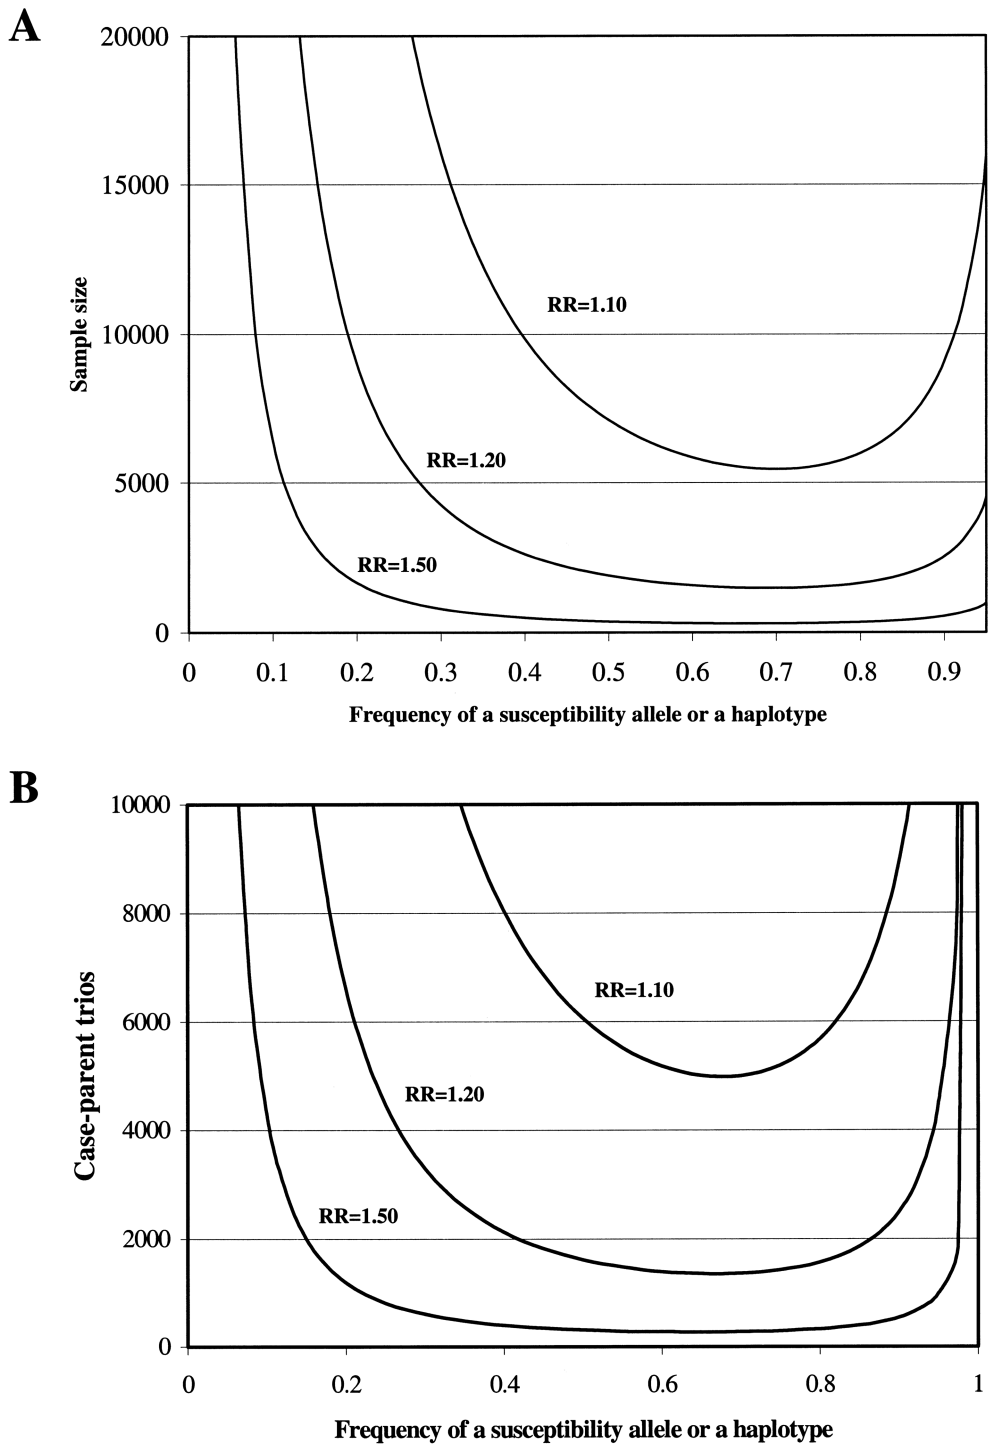 A
20000
15000
10000
5000
0
Sample size
RR=1.10
RR=1.20
RR=1.50
0 0.1 0.2 0.3 0.4 0.5 0.6 0.7 0.8 0.9
Frequency of a susceptibility allele or a haplotype
B
10000
8000
6000
4000
2000
0
Case-parent trios
RR=1.10
RR=1.20
RR=1.50
0 0.2 0.4 0.6 0.8 1
Frequency of a susceptibility allele or a haplotype